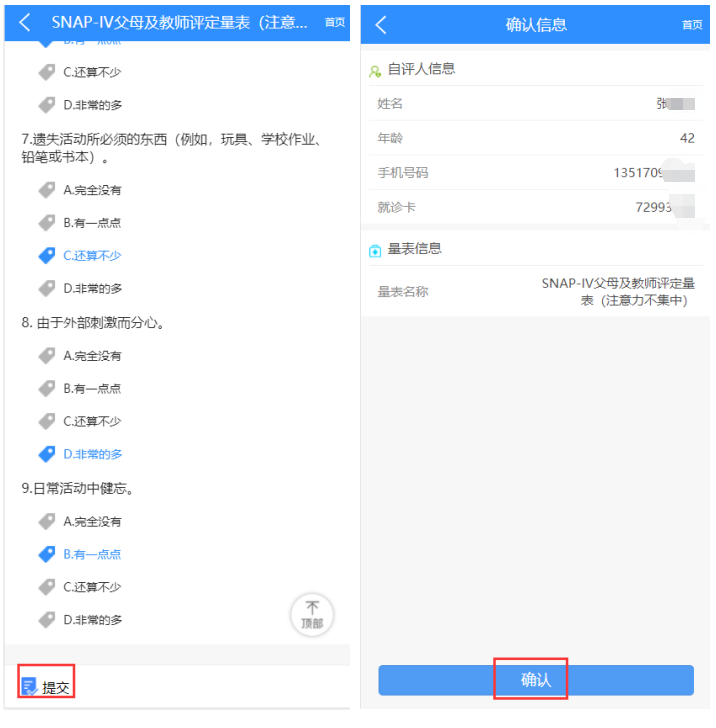 SNAP-IV父母及教师评定量表（注意...
首页
C.还算不少
D.非常的多
7.遗失活动所必须的东西（例如，玩具、学校作业、
铅笔或书本）。
A.完全没有
B.有一点点
C.还算不少
D.非常的多
8. 由于外部刺激而分心。
A.完全没有
B.有一点点
C.还算不少
D.非常的多
9.日常活动中健忘。
A.完全没有
B.有一点点
C.还算不少
D.非常的多
顶部
提交
确认信息
首页
自评人信息
姓名 张
年龄 42
手机号码 135170
就诊卡 72993
量表信息
量表名称
SNAP-IV父母及教师评定量
表（注意力不集中）
确认